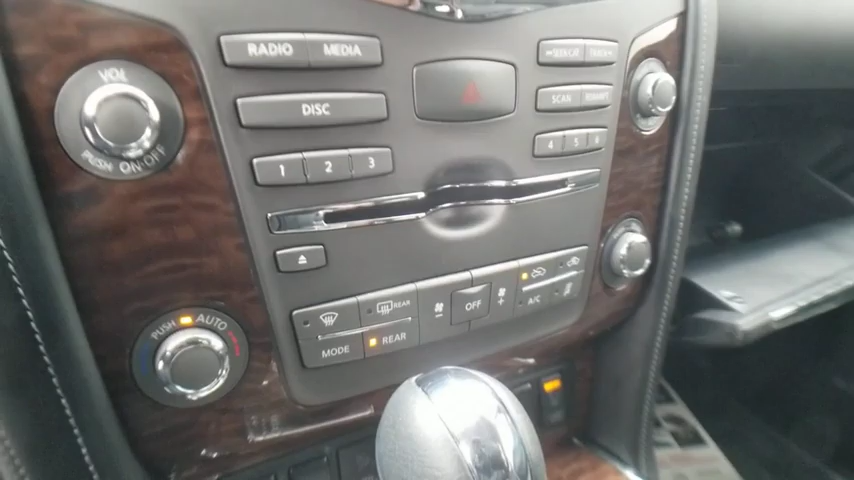 VOL
PUSH ON·OFF
RADIO MEDIA
DISC
1 2 3
SCAN
4 5 6
PUSH AUTO
REAR
MODE REAR
OFF
A/C